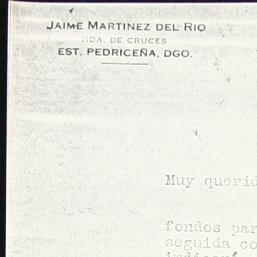 JAIME MARTINEZ DEL RIO
HDA. DE CRUCES
EST. PEDRICEÑA, DGO.
Muy querid
fondos par
seguida co